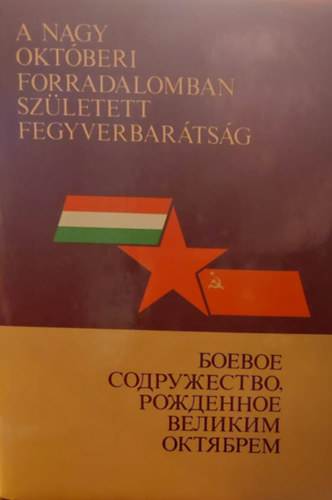 A NAGY
OKTÓBERI
FORRADALOMBAN
SZÜLETETT
FEGYVERBARÁTSÁG
БОЕВОЕ
СОДРУЖЕСТВО,
РОЖДЕННОЕ
ВЕЛИКИМ
ОКТЯБРЕМ